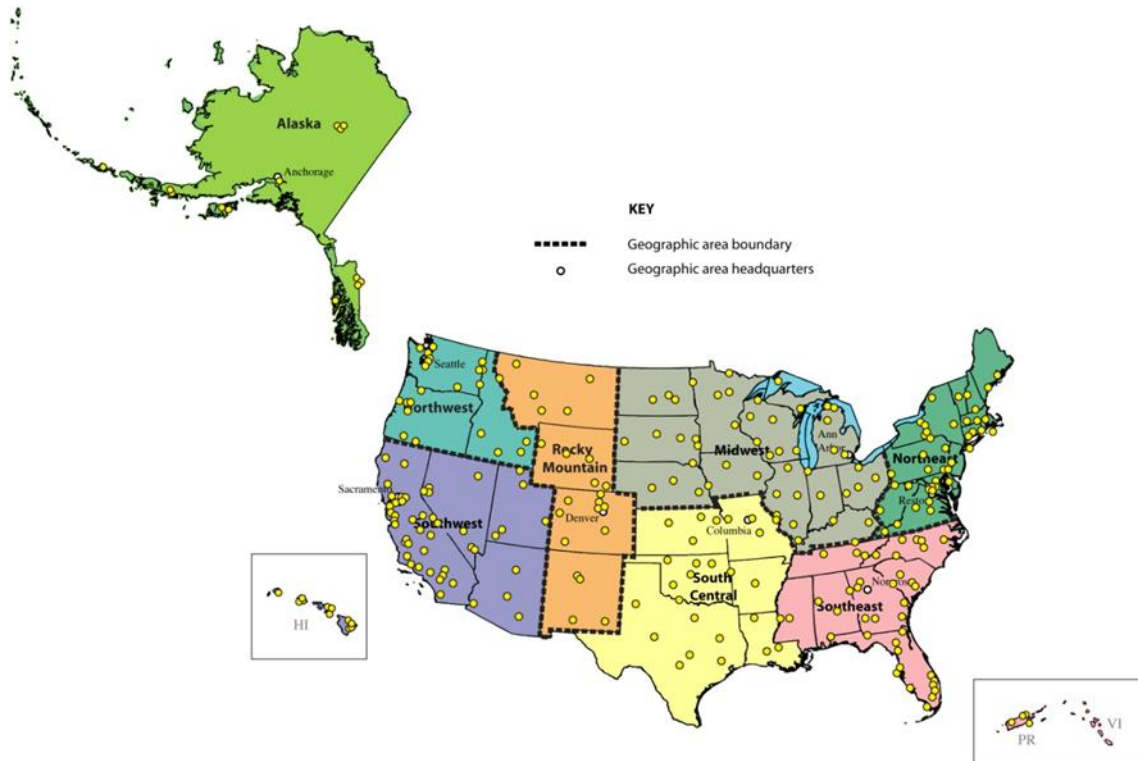 Alaska
Anchorage
KEY
Geographic area boundary
Geographic area headquarters
Seattle
Northwest
Rocky
Mountain
Midwest
Ann
Arbor
Northeast
Sacramento
Southwest
Denver
Columbia
South
Central
Southeast
HI
PR
VI